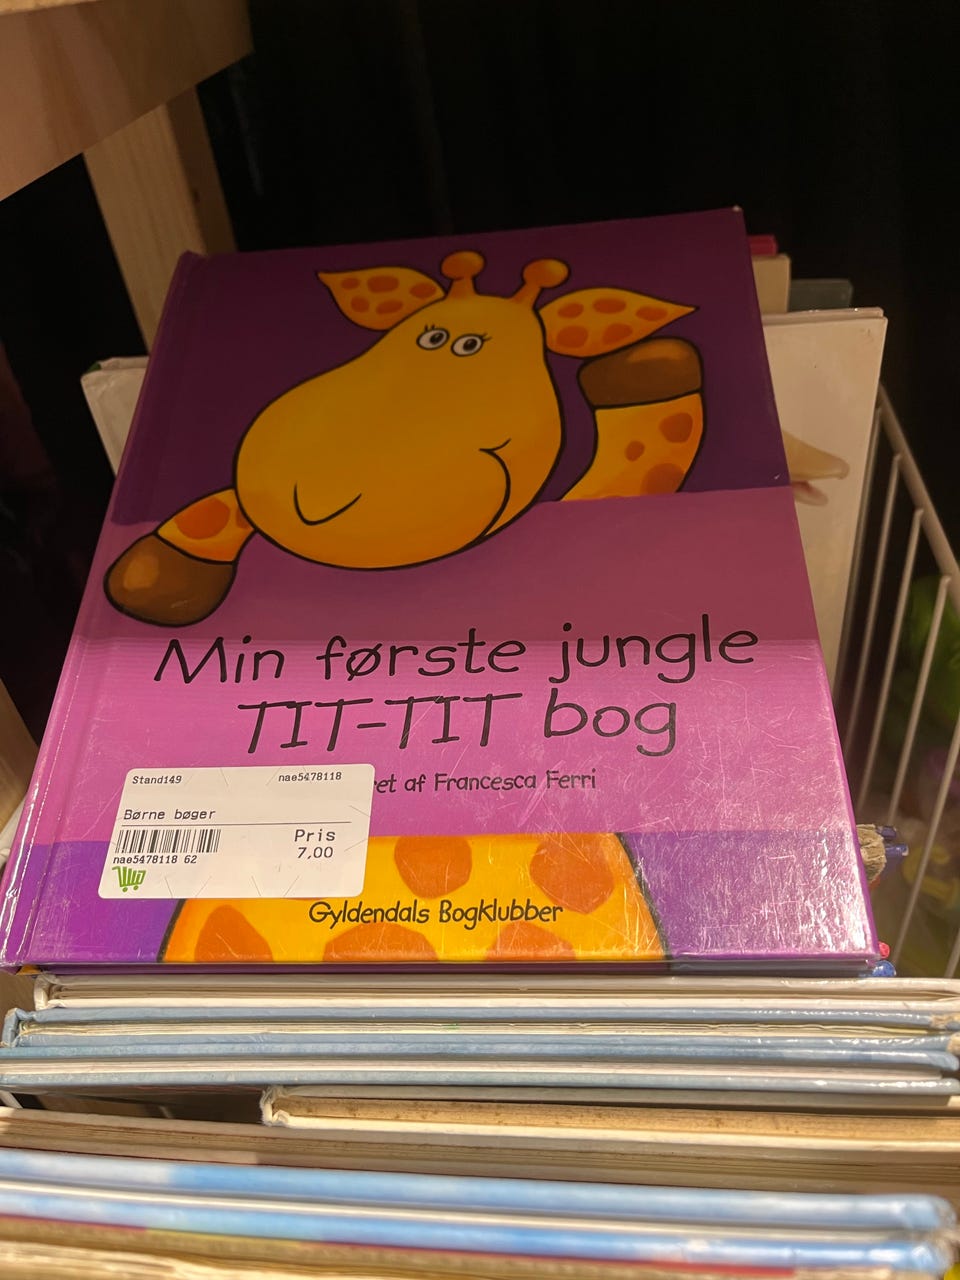 Min første jungle
TIT-TIT bog
af Francesca Ferri
Stand149 nae5478118
Børne bøger
Pris
7,00
nae5478118 62
Gyldendals Bogklubber